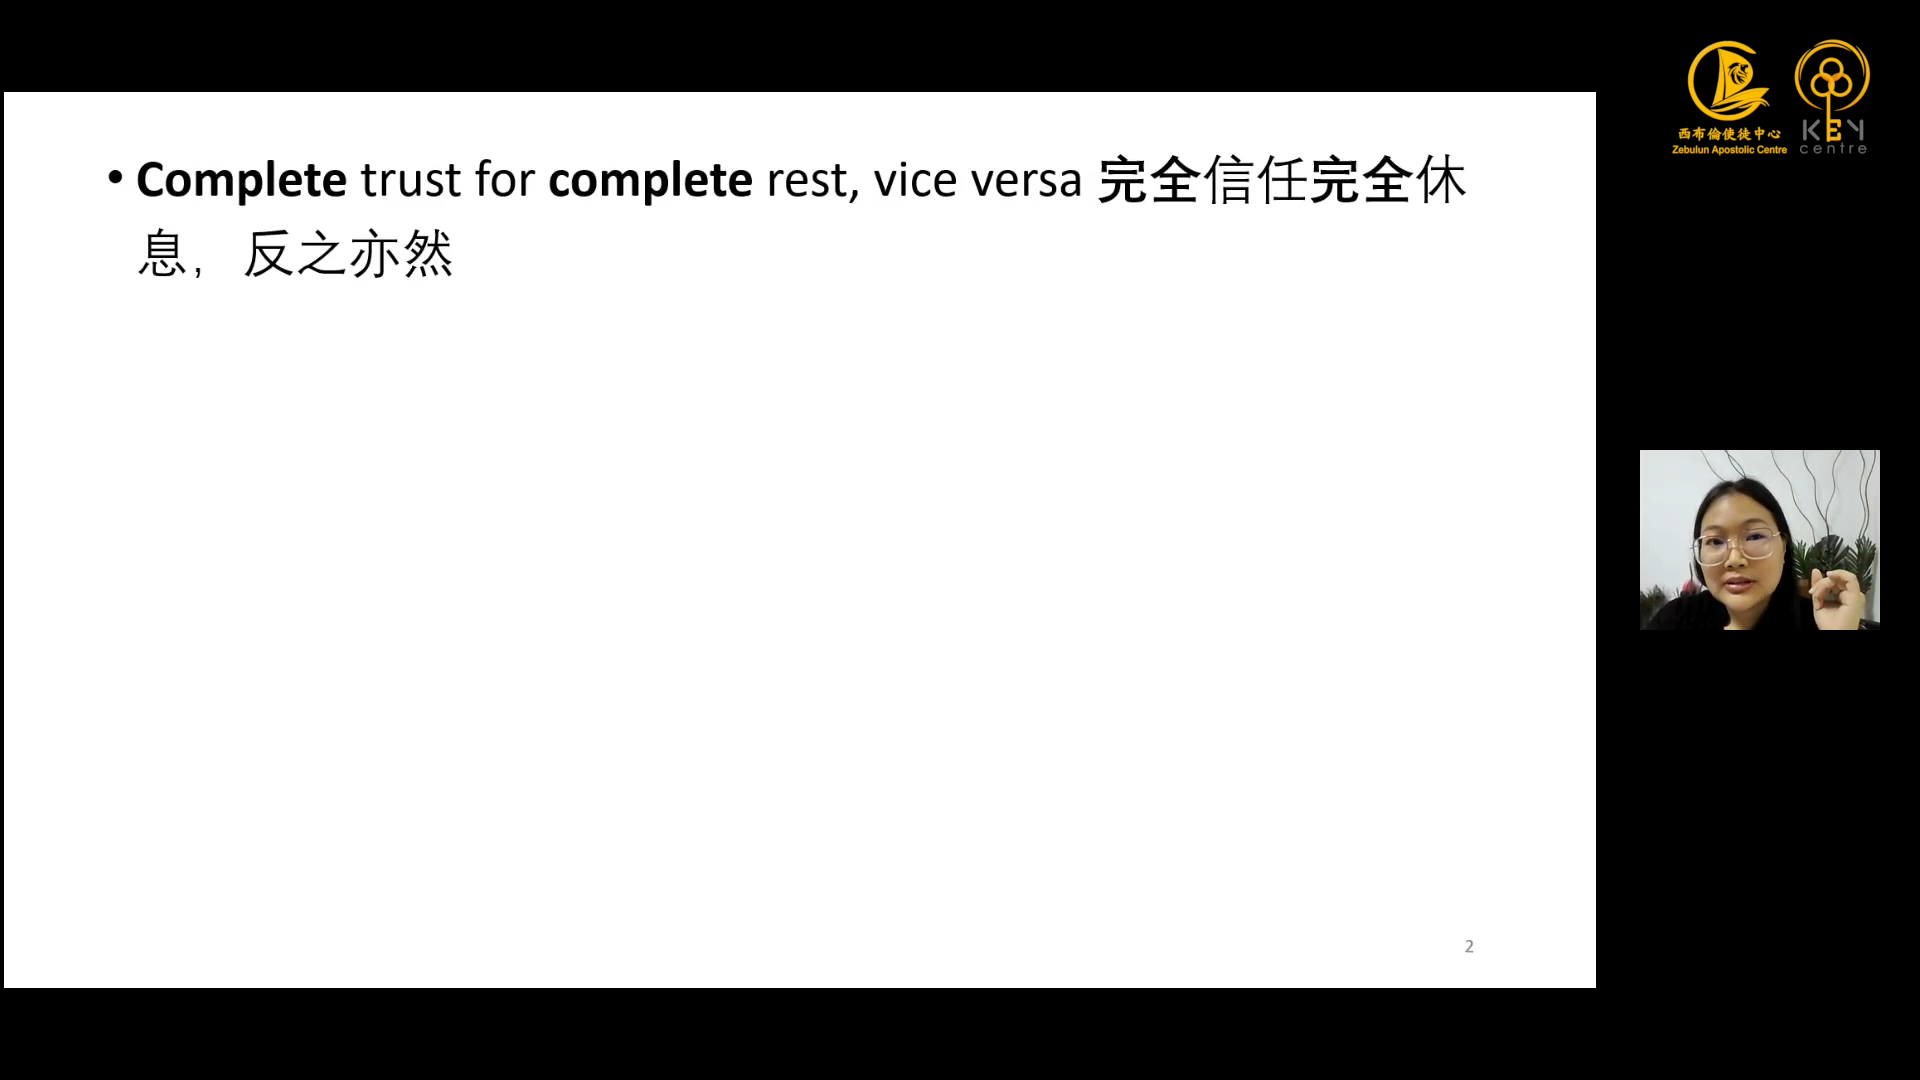 • Complete trust for complete rest, vice versa 完全信任完全休
息，反之亦然
2
西布倫使徒中心
Zebulun Apostolic Centre
KEY
centre